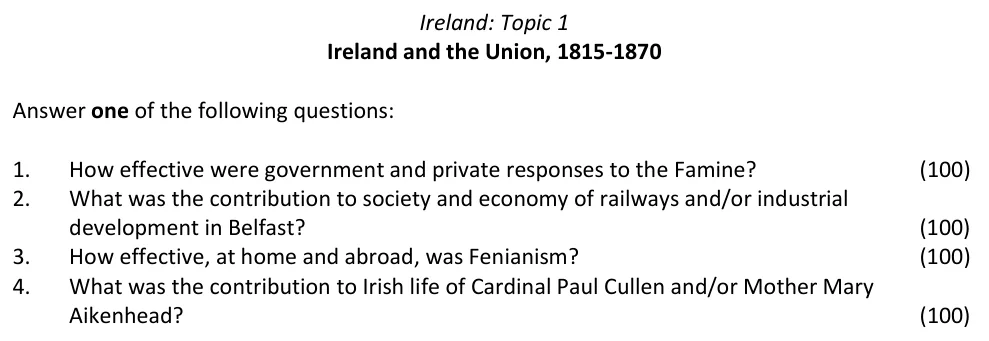 Ireland: Topic 1
Ireland and the Union, 1815-1870
Answer one of the following questions:
1. How effective were government and private responses to the Famine? (100)
2. What was the contribution to society and economy of railways and/or industrial
development in Belfast? (100)
3. How effective, at home and abroad, was Fenianism? (100)
4. What was the contribution to Irish life of Cardinal Paul Cullen and/or Mother Mary
Aikenhead? (100)